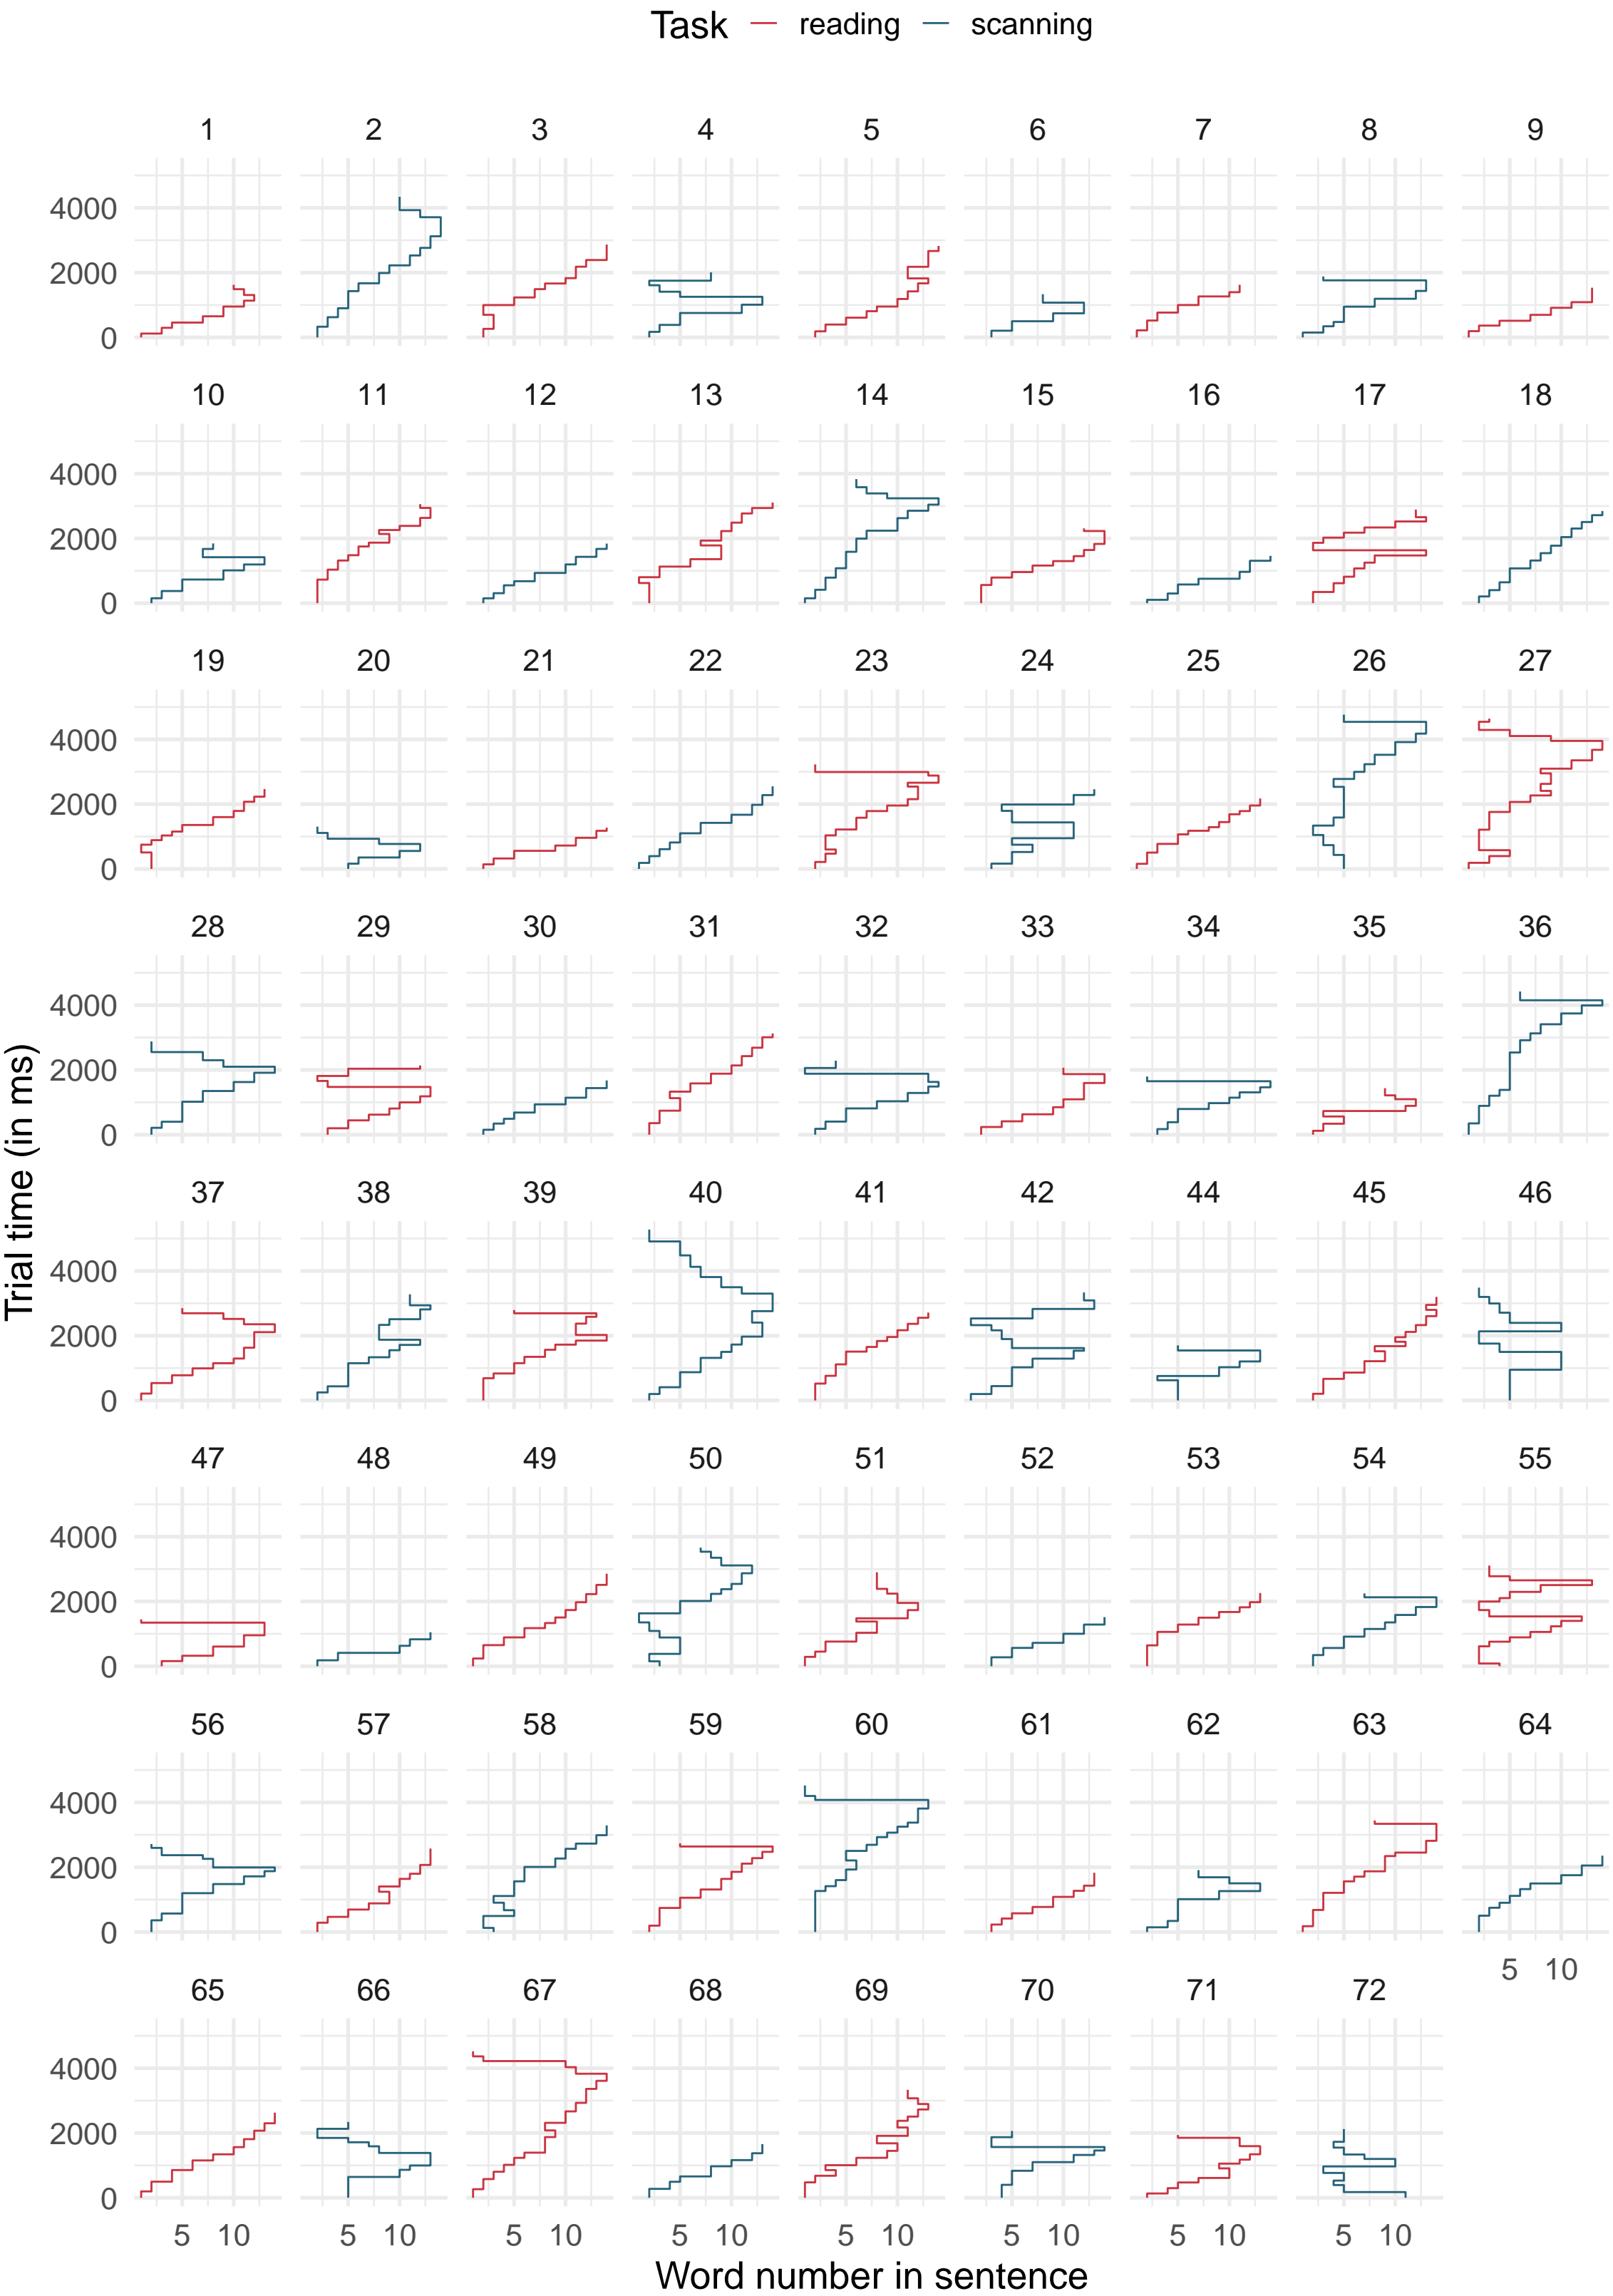 Task reading scanning
1 2 3 4 5 6 7 8 9
4000
2000
0
10 11 12 13 14 15 16 17 18
4000
2000
0
19 20 21 22 23 24 25 26 27
4000
2000
0
28 29 30 31 32 33 34 35 36
4000
2000
0
37 38 39 40 41 42 44 45 46
4000
2000
0
47 48 49 50 51 52 53 54 55
4000
2000
0
56 57 58 59 60 61 62 63 64
4000
2000
0
5 10
65 66 67 68 69 70 71 72
4000
2000
0
5 10 5 10 5 10 5 10 5 10 5 10 5 10 5 10
Word number in sentence
Trial time (in ms)